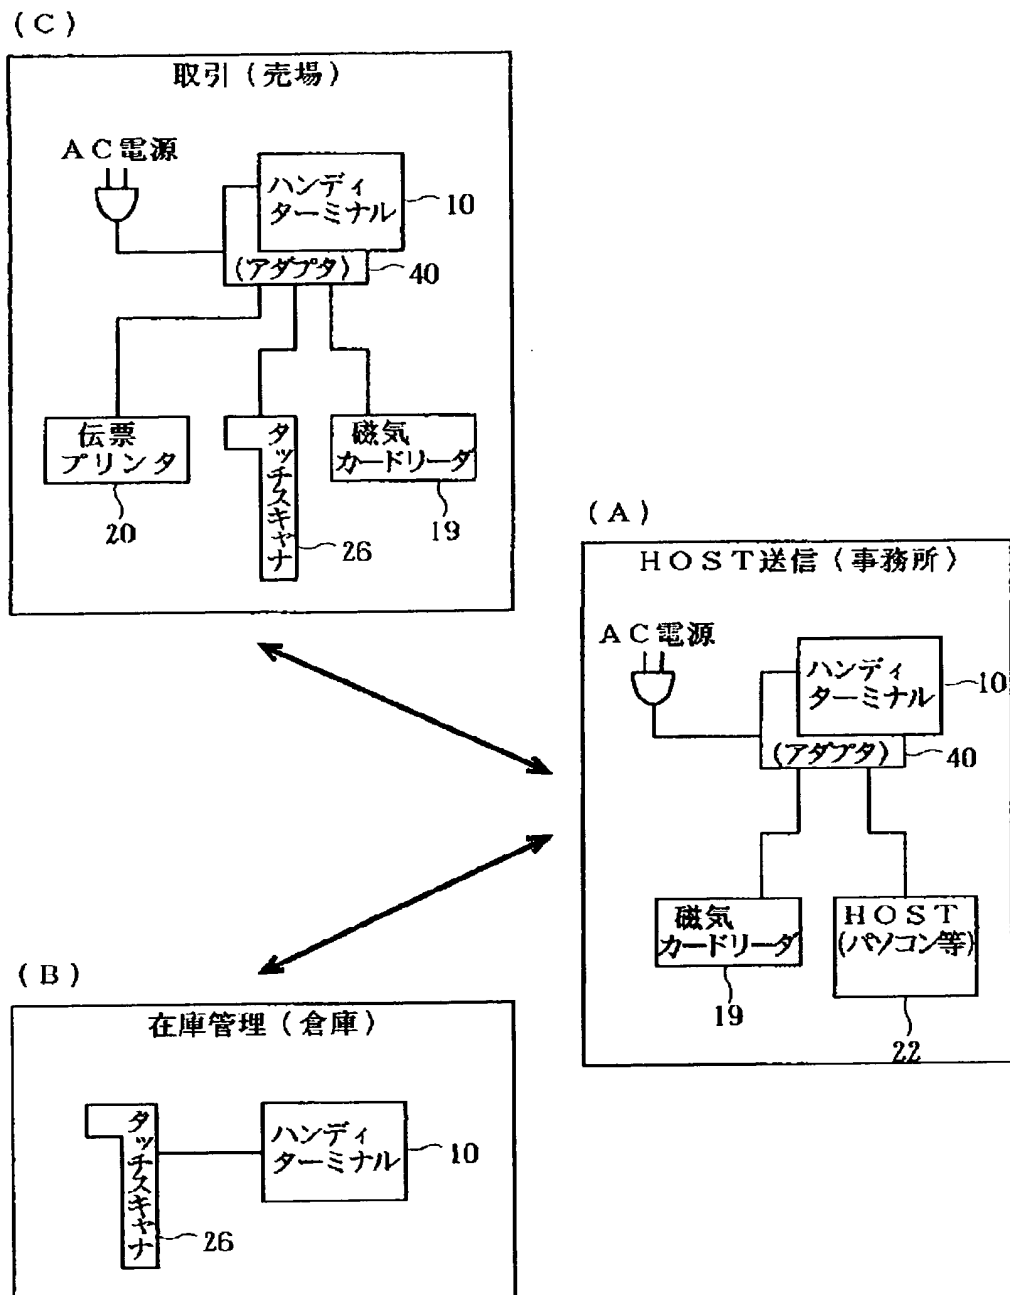 (C)
取引（売場）
AC電源
ハンディ
ターミナル
10
(アダプタ)
40
伝票
プリンタ
20
タッチスキャナ
26
磁気
カードリーダ
19
(A)
HOST送信（事務所）
AC電源
ハンディ
ターミナル
10
(アダプタ)
40
磁気
カードリーダ
19
HOST
(パソコン等)
22
(B)
在庫管理（倉庫）
タッチスキャナ
26
ハンディ
ターミナル
10